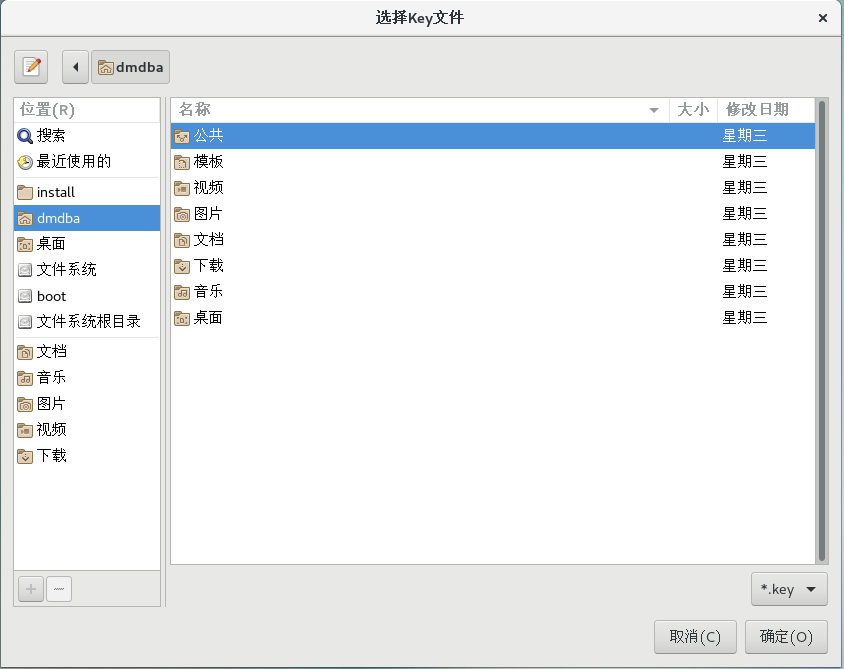 选择Key文件
dmdba
位置(R)
搜索
最近使用的
install
dmdba
桌面
文件系统
boot
文件系统根目录
文档
音乐
图片
视频
下载
名称 大小 修改日期
公共 星期三
模板 星期三
视频 星期三
图片 星期三
文档 星期三
下载 星期三
音乐 星期三
桌面 星期三
*.key
取消(C) 确定(O)